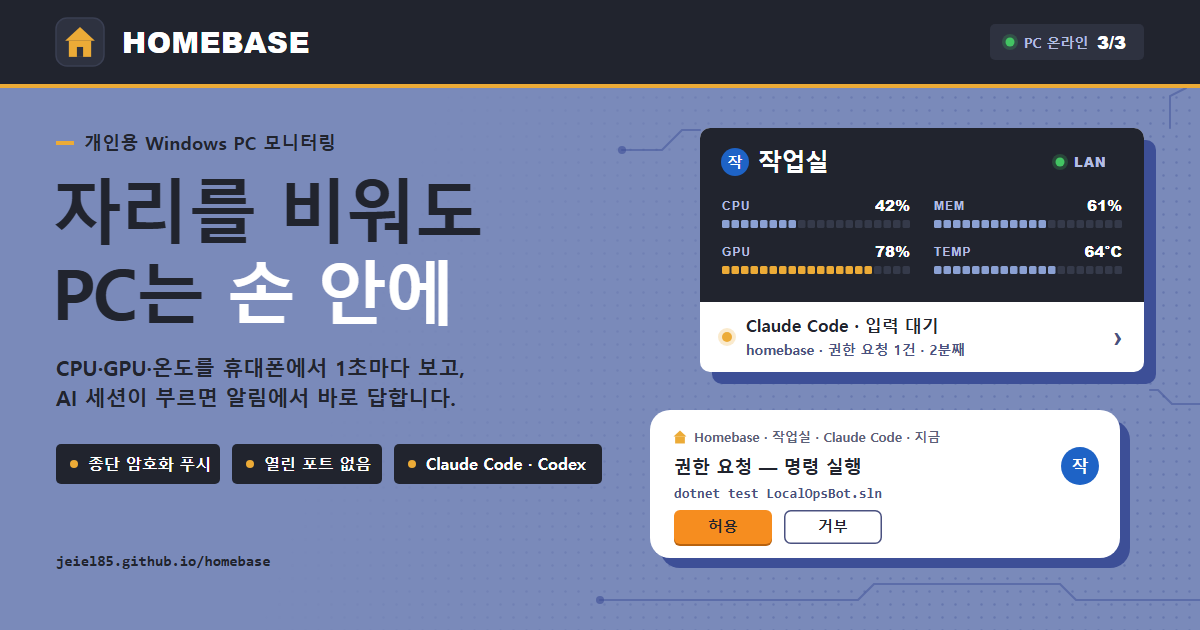 HOMEBASE
PC 온라인 3/3
개인용 Windows PC 모니터링
자리를 비워도
PC는 손 안에
CPU·GPU·온도를 휴대폰에서 1초마다 보고,
AI 세션이 부르면 알림에서 바로 답합니다.
종단 암호화 푸시
열린 포트 없음
Claude Code · Codex
jeiel85.github.io/homebase
작 작업실
LAN
CPU 42%
MEM 61%
GPU 78%
TEMP 64°C
Claude Code · 입력 대기
homebase · 권한 요청 1건 · 2분째
›
Homebase · 작업실 · Claude Code · 지금
권한 요청 — 명령 실행
dotnet test LocalOpsBot.sln
작
허용
거부